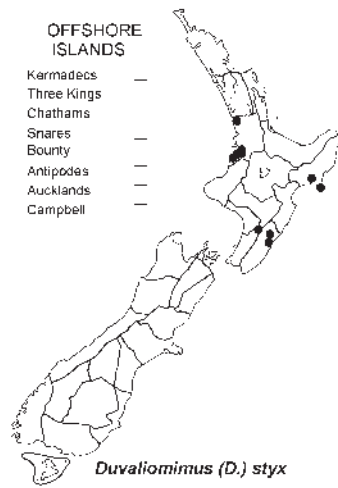 OFFSHORE
ISLANDS
Kermadecs
Three Kings
Chathams
Snares
Bounty
Antipodes
Aucklands
Campbell
Duvaliomimus (D.) styx